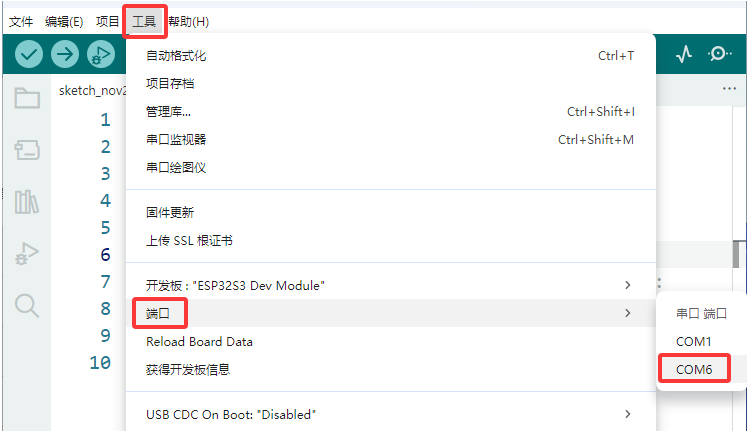 文件 编辑(E) 项目 工具 帮助(H)
sketch_nov2
自动格式化 Ctrl+T
项目存档
管理库... Ctrl+Shift+I
串口监视器 Ctrl+Shift+M
串口绘图仪
固件更新
上传 SSL 根证书
开发板 : "ESP32S3 Dev Module"
端口
串口 端口
Reload Board Data
COM1
获得开发板信息
COM6
USB CDC On Boot: "Disabled"
1
2
3
4
5
6
7
8
9
10